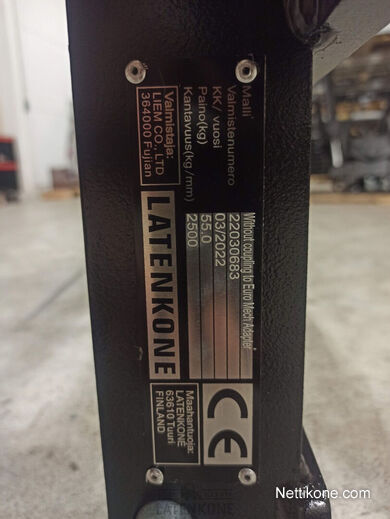 Malli Without coupling to Euro Mech Adapter
Valmistenumero 22030683
KK/ vuosi 03/2022
Paino(kg) 55.0
Kantavuus(kg/mm) 2500
Valmistaja:
LIEM CO., LTD
364000 Fujian
LATENKONE
Maahantuoja:
LATENKONE
63610 Tuuri
FINLAND
CE
LATENKONE
Nettikone.com